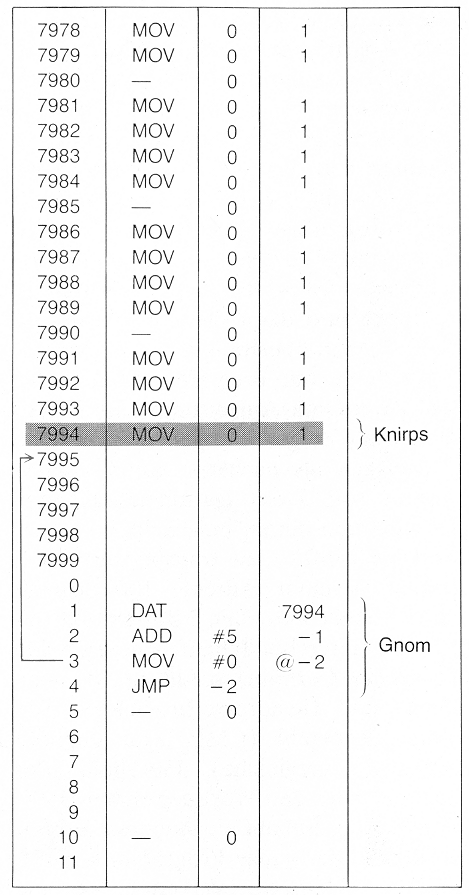 7978 MOV 0 1
7979 MOV 0 1
7980 — 0
7981 MOV 0 1
7982 MOV 0 1
7983 MOV 0 1
7984 MOV 0 1
7985 — 0
7986 MOV 0 1
7987 MOV 0 1
7988 MOV 0 1
7989 MOV 0 1
7990 — 0
7991 MOV 0 1
7992 MOV 0 1
7993 MOV 0 1
7994 MOV 0 1 Knirps
7995
7996
7997
7998
7999
0
1 DAT 7994
2 ADD #5 −1
3 MOV #0 @−2
Gnom
4 JMP −2
5 — 0
6
7
8
9
10 — 0
11